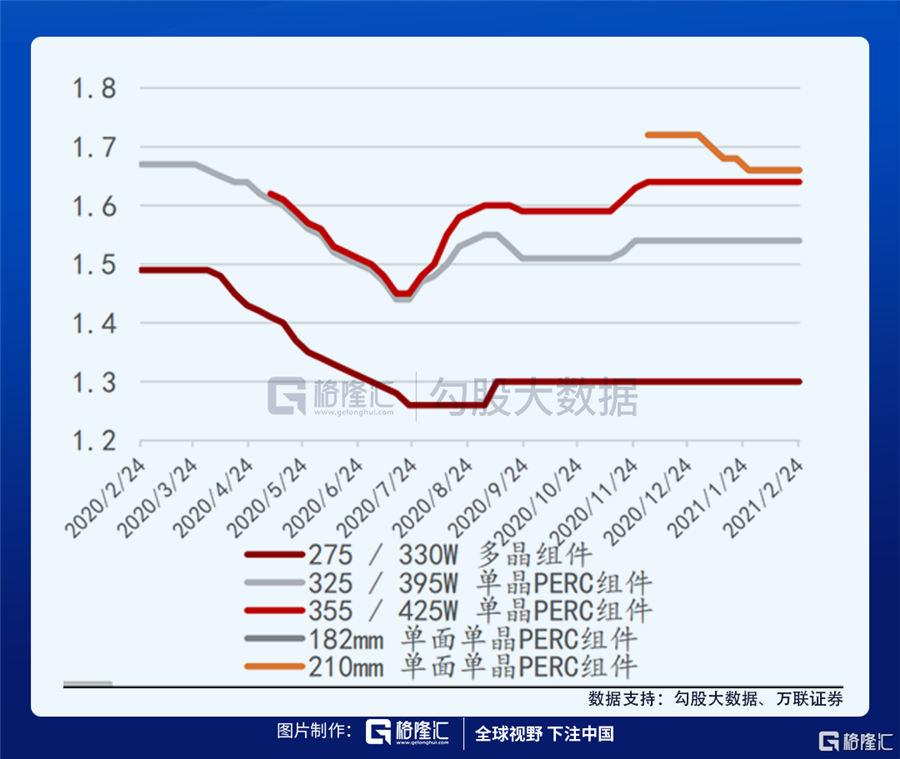 1.8
1.7
1.6
1.5
1.4
1.3
1.2
格隆汇
www.gelonghui.com
勾股大数据
2020/2/24
2020/3/24
2020/4/24
2020/5/24
2020/6/24
2020/7/24
2020/8/24
2020/9/24
2020/10/24
2020/11/24
2020/12/24
2021/1/24
2021/2/24
275 / 330W 多晶组件
325 / 395W 单晶PERC组件
355 / 425W 单晶PERC组件
182mm 单面单晶PERC组件
210mm 单面单晶PERC组件
数据支持：勾股大数据、万联证券
图片制作： 格隆汇 全球视野 下注中国
www.gelonghui.com
格隆汇